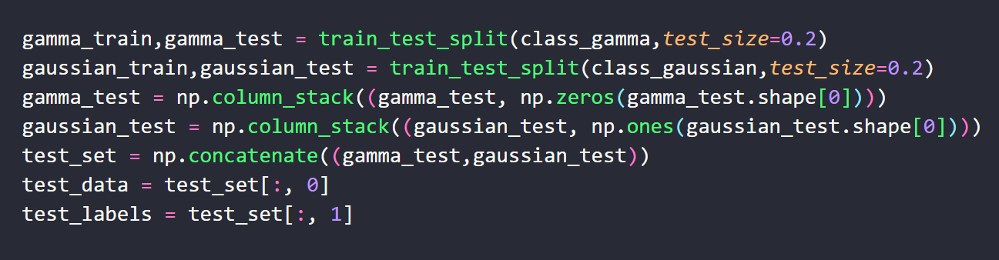 gamma_train,gamma_test = train_test_split(class_gamma,test_size=0.2)
gaussian_train,gaussian_test = train_test_split(class_gaussian,test_size=0.2)
gamma_test = np.column_stack((gamma_test, np.zeros(gamma_test.shape[0])))
gaussian_test = np.column_stack((gaussian_test, np.ones(gaussian_test.shape[0])))
test_set = np.concatenate((gamma_test,gaussian_test))
test_data = test_set[:, 0]
test_labels = test_set[:, 1]